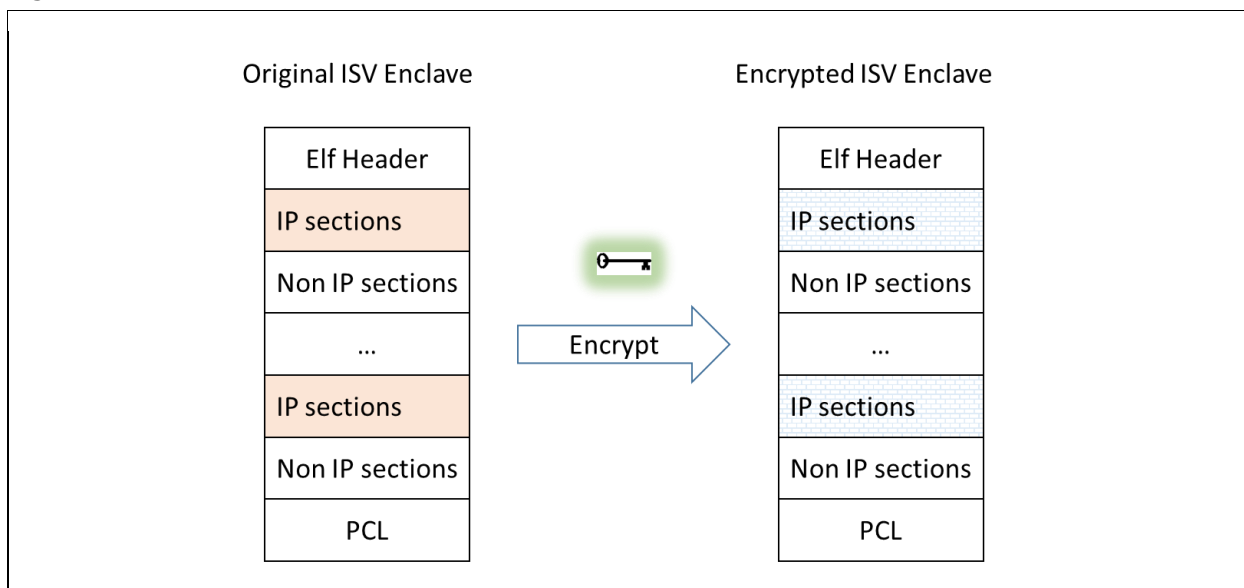 Original ISV Enclave
Elf Header
IP sections
Non IP sections
...
IP sections
Non IP sections
PCL
Encrypt
Encrypted ISV Enclave
Elf Header
IP sections
Non IP sections
...
IP sections
Non IP sections
PCL